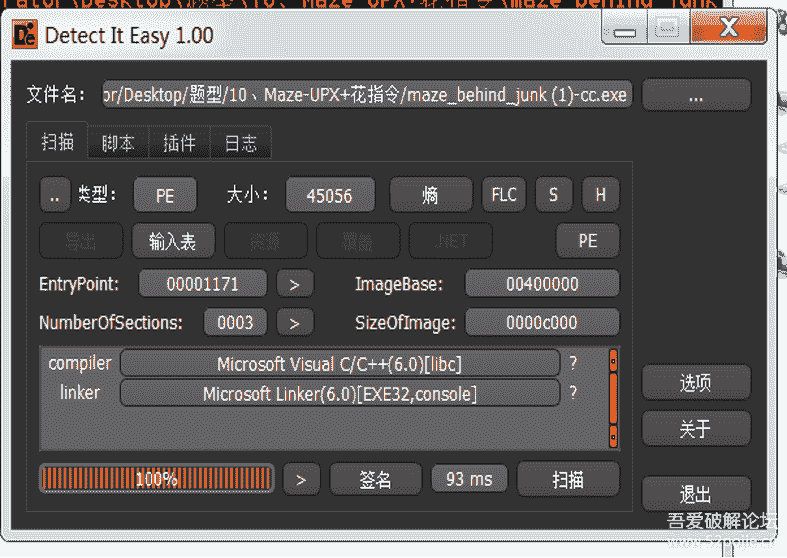 Detect It Easy 1.00
文件名： or/Desktop/题型/10、Maze-UPX+花指令/maze_behind_junk (1)-cc.exe ...
扫描 脚本 插件 日志
.. 类型： PE 大小： 45056 熵 FLC S H
导出 输入表 资源 覆盖 .NET PE
EntryPoint: 00001171 > ImageBase: 00400000
NumberOfSections: 0003 > SizeOfImage: 0000c000
compiler Microsoft Visual C/C++(6.0)[libc] ?
linker Microsoft Linker(6.0)[EXE32,console] ?
选项
关于
100% > 签名 93 ms 扫描
退出
吾爱破解论坛